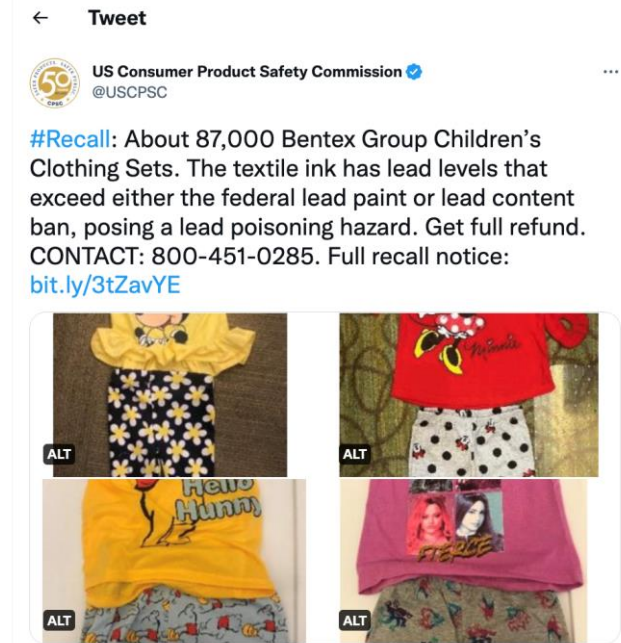 Tweet
50
CPSC
US Consumer Product Safety Commission
@USCPSC
#Recall: About 87,000 Bentex Group Children’s
Clothing Sets. The textile ink has lead levels that
exceed either the federal lead paint or lead content
ban, posing a lead poisoning hazard. Get full refund.
CONTACT: 800-451-0285. Full recall notice:
bit.ly/3tZavYE
Minnie
ALT
ALT
Hello
Hunny
FIERCE
ALT
ALT